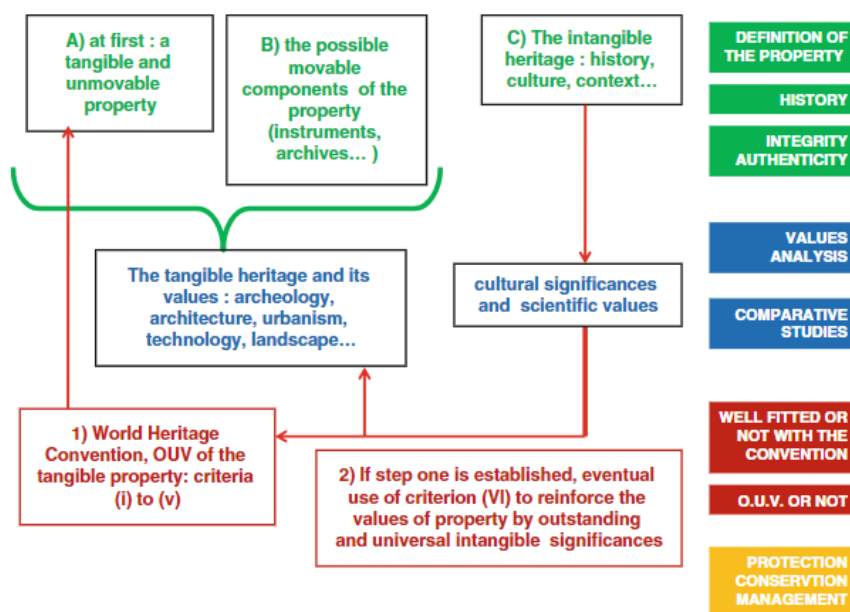 A) at first : a
tangible and
unmovable
property
B) the possible
movable
components of the
property
(instruments,
archives... )
C) The intangible
heritage : history,
culture, context...
The tangible heritage and its
values : archeology,
architecture, urbanism,
technology, landscape...
cultural significances
and scientific values
1) World Heritage
Convention, OUV of the
tangible property: criteria
(i) to (v)
2) If step one is established, eventual
use of criterion (VI) to reinforce the
values of property by outstanding
and universal intangible significances
DEFINITION OF
THE PROPERTY
HISTORY
INTEGRITY
AUTHENTICITY
VALUES
ANALYSIS
COMPARATIVE
STUDIES
WELL FITTED OR
NOT WITH THE
CONVENTION
O.U.V. OR NOT
PROTECTION
CONSERVTION
MANAGEMENT